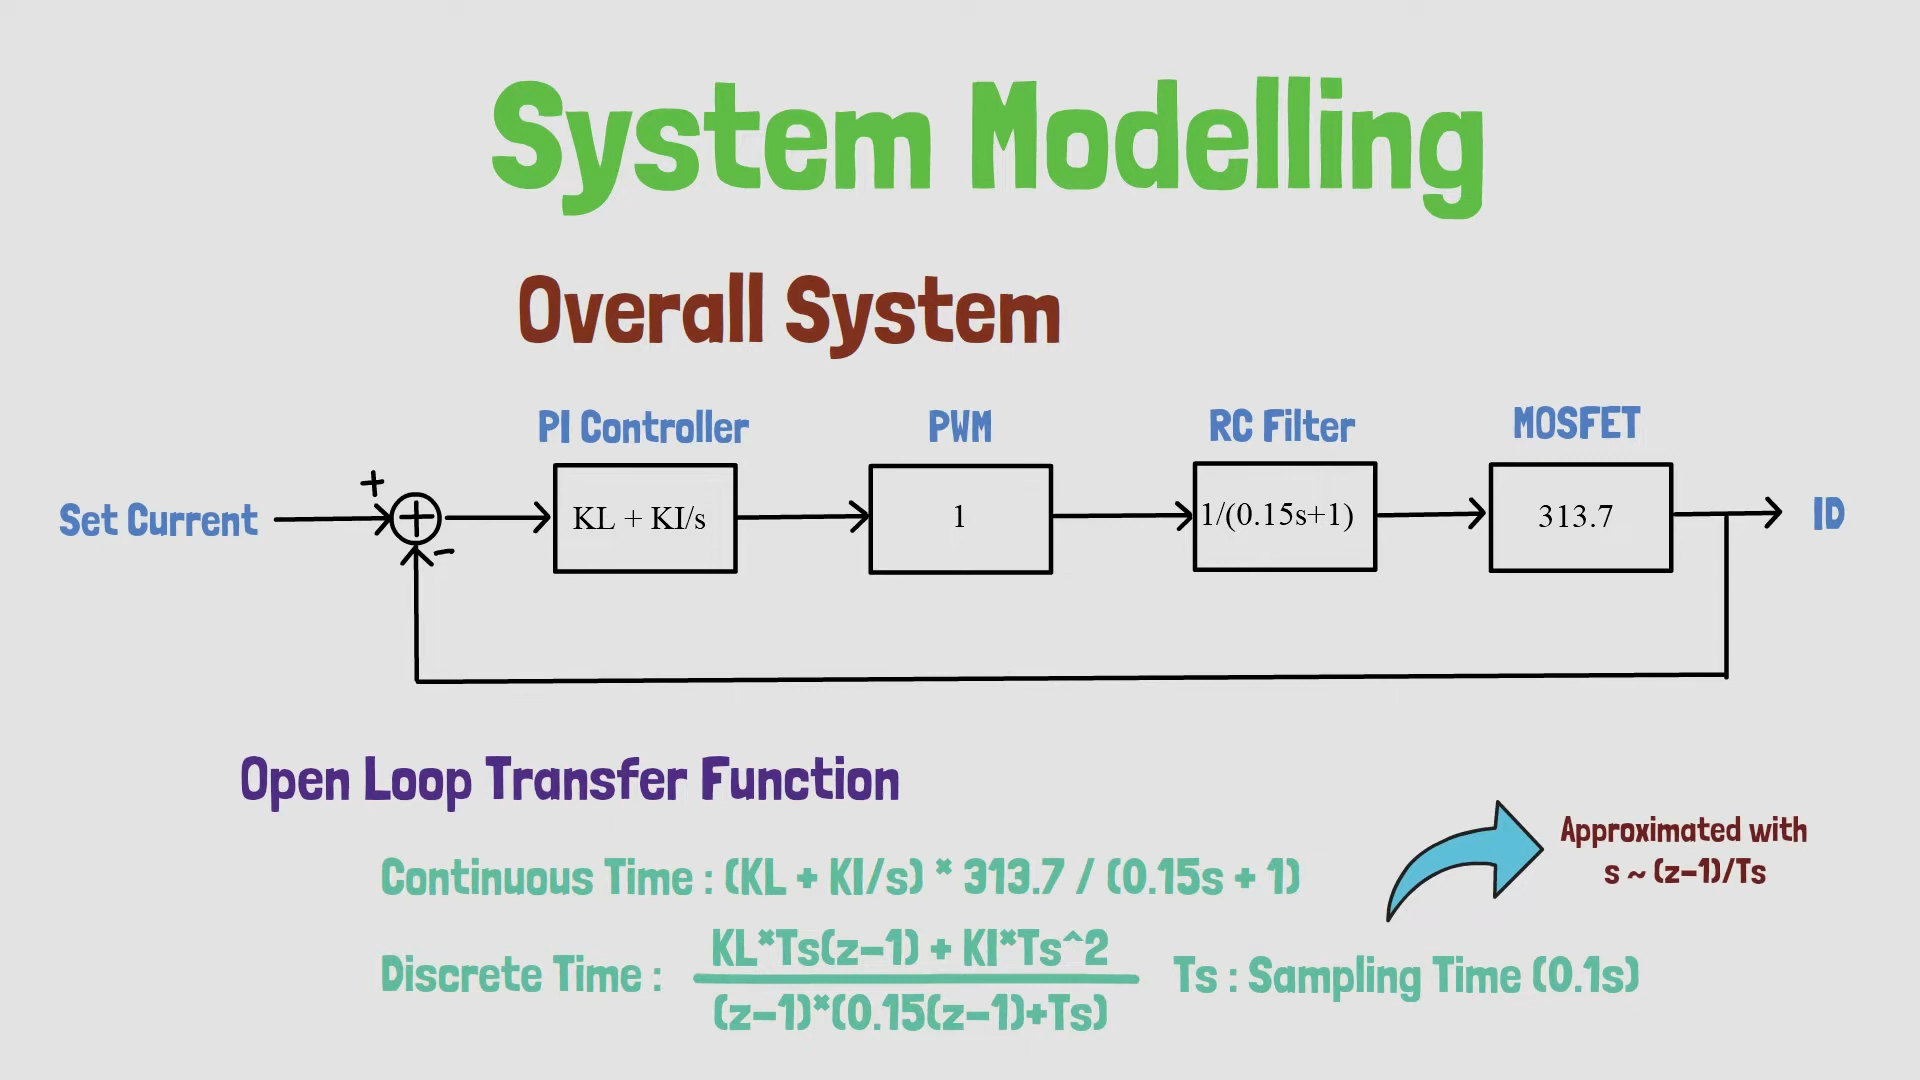 System Modelling
Overall System
PI Controller
PWM
RC Filter
MOSFET
Set Current
+
+
-
KL + KI/s
1
1/(0.15s+1)
313.7
ID
Open Loop Transfer Function
Approximated with
s ~ (z-1)/Ts
Continuous Time : (KL + KI/s) * 313.7 / (0.15s + 1)
Discrete Time :
KL*Ts(z-1) + KI*Ts^2
(z-1)*(0.15(z-1)+Ts)
Ts : Sampling Time (0.1s)